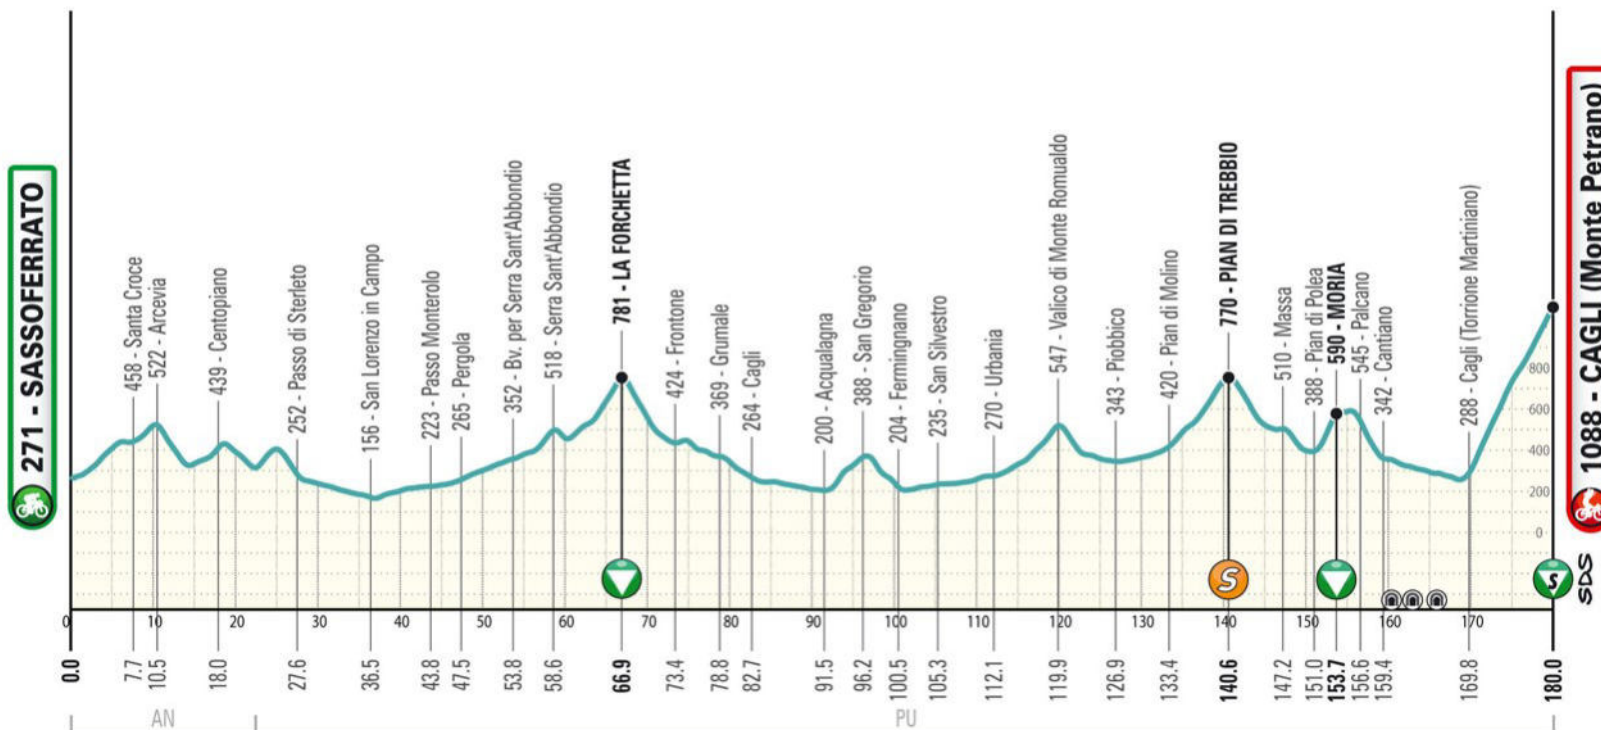 271 - SASSOFERRATO
458 - Santa Croce
522 - Arcevia
439 - Centopiano
252 - Passo di Sterleto
156 - San Lorenzo in Campo
223 - Passo Monterolo
265 - Pergola
352 - Bv. per Serra Sant'Abbondio
518 - Serra Sant'Abbondio
781 - LA FORCHETTA
424 - Frontone
369 - Grumale
264 - Cagli
200 - Acqualagna
388 - San Gregorio
204 - Fermingnano
235 - San Silvestro
270 - Urbania
547 - Valico di Monte Romualdo
343 - Piobbico
420 - Pian di Molino
770 - PIAN DI TREBBIO
510 - Massa
388 - Pian di Polea
590 - MORIA
545 - Palcano
342 - Cantiano
288 - Cagli (Torrione Martiniano)
1088 - CAGLI (Monte Petrano)
800
600
400
200
0
S
S
SDS
0 10 20 30 40 50 60 70 80 90 100 110 120 130 140 150 160 170
0.0 7.7 10.5 18.0 27.6 36.5 43.8 47.5 53.8 58.6 66.9 73.4 78.8 82.7 91.5 96.2 100.5 105.3 112.1 119.9 126.9 133.4 140.6 147.2 151.0 153.7 156.6 159.4 169.8 180.0
AN PU